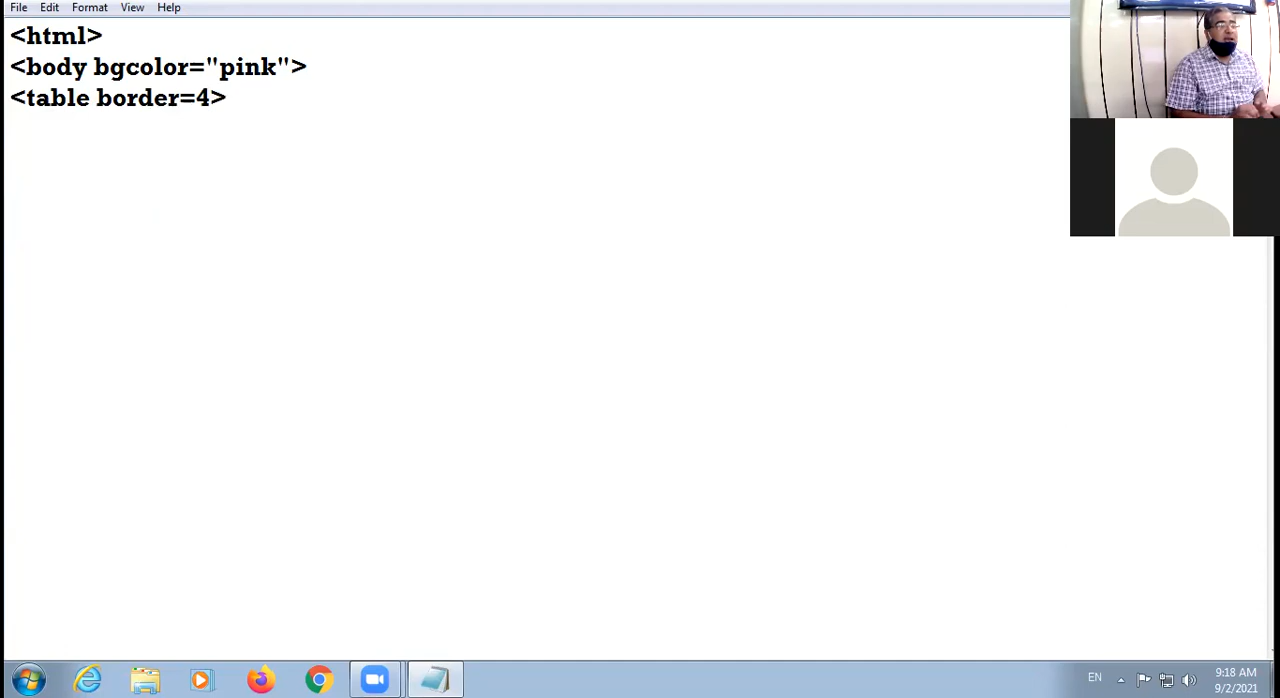 File Edit Format View Help
<html>
<body bgcolor="pink">
<table border=4>
EN
9:18 AM
9/2/2021